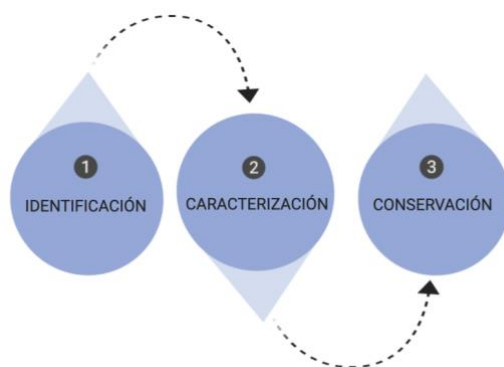 1
IDENTIFICACIÓN
2
CARACTERIZACIÓN
3
CONSERVACIÓN